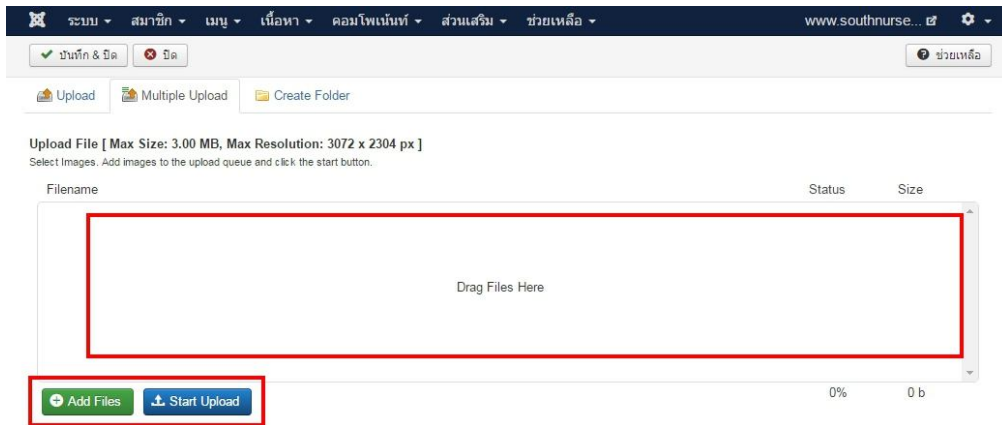 ระบบ สมาชิก เมนู เนื้อหา คอมโพเน้นท์ ส่วนเสริม ช่วยเหลือ www.southnurse...
บันทึก & ปิด ปิด ช่วยเหลือ
Upload Multiple Upload Create Folder
Upload File [ Max Size: 3.00 MB, Max Resolution: 3072 x 2304 px ]
Select Images. Add images to the upload queue and click the start button.
Filename Status Size
Drag Files Here
Add Files Start Upload 0% 0 b